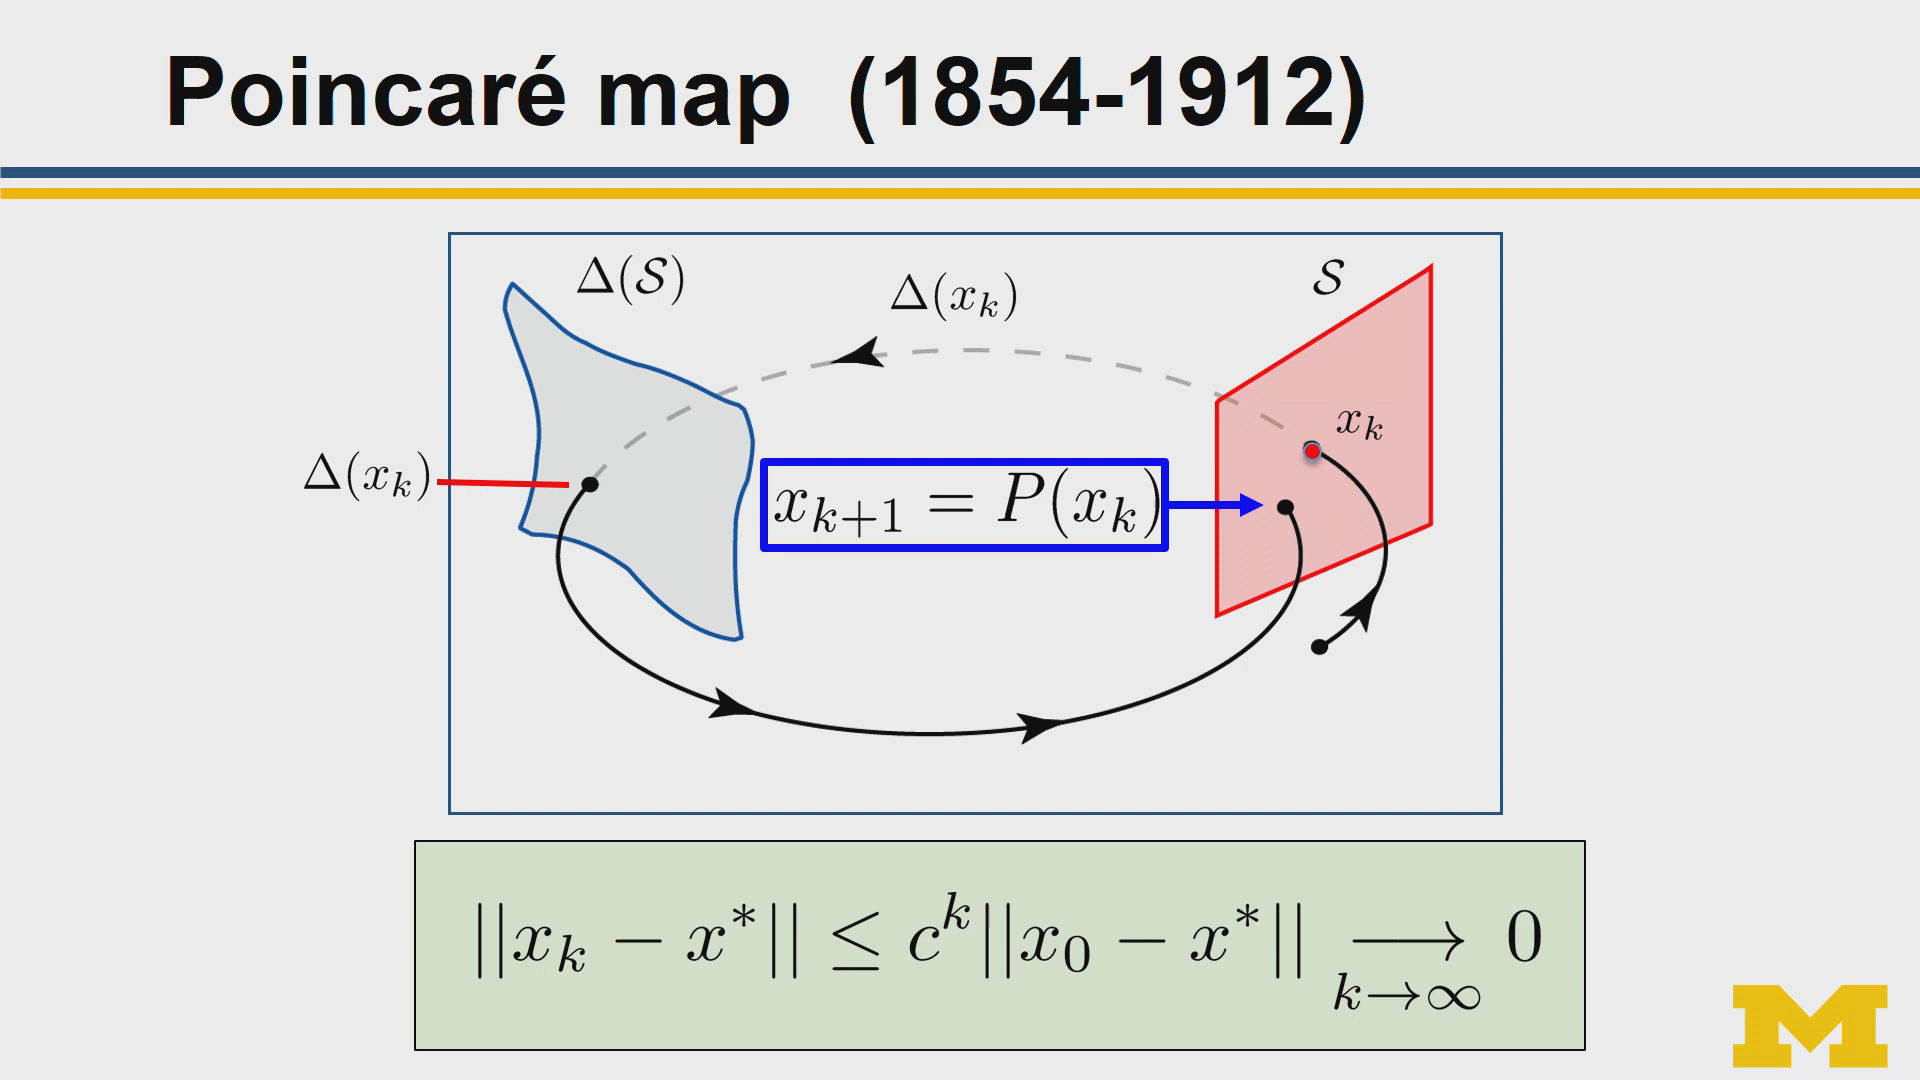 Poincaré map (1854-1912)
Δ(𝒮)
Δ(x_k)
𝒮
x_k
Δ(x_k)
x_{k+1} = P(x_k)
||x_k − x^*|| ≤ c^k||x_0 − x^*|| ⟶ 0
k→∞
M